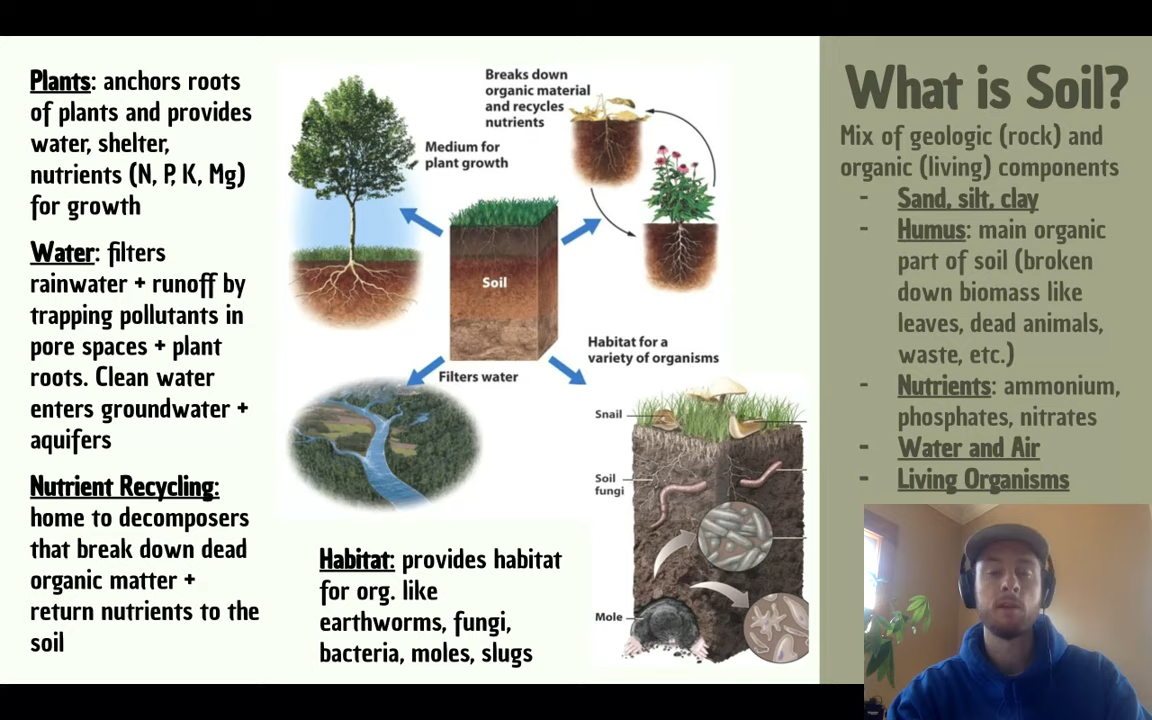 Plants: anchors roots
of plants and provides
water, shelter,
nutrients (N, P, K, Mg)
for growth
Water: filters
rainwater + runoff by
trapping pollutants in
pore spaces + plant
roots. Clean water
enters groundwater +
aquifers
Nutrient Recycling:
home to decomposers
that break down dead
organic matter +
return nutrients to the
soil
Breaks down
organic material
and recycles
nutrients
Medium for
plant growth
Soil
Habitat for a
variety of organisms
Filters water
Snail
Soil
fungi
Mole
Habitat: provides habitat
for org. like
earthworms, fungi,
bacteria, moles, slugs
What is Soil?
Mix of geologic (rock) and
organic (living) components
- Sand, silt, clay
- Humus: main organic
part of soil (broken
down biomass like
leaves, dead animals,
waste, etc.)
- Nutrients: ammonium,
phosphates, nitrates
- Water and Air
- Living Organisms